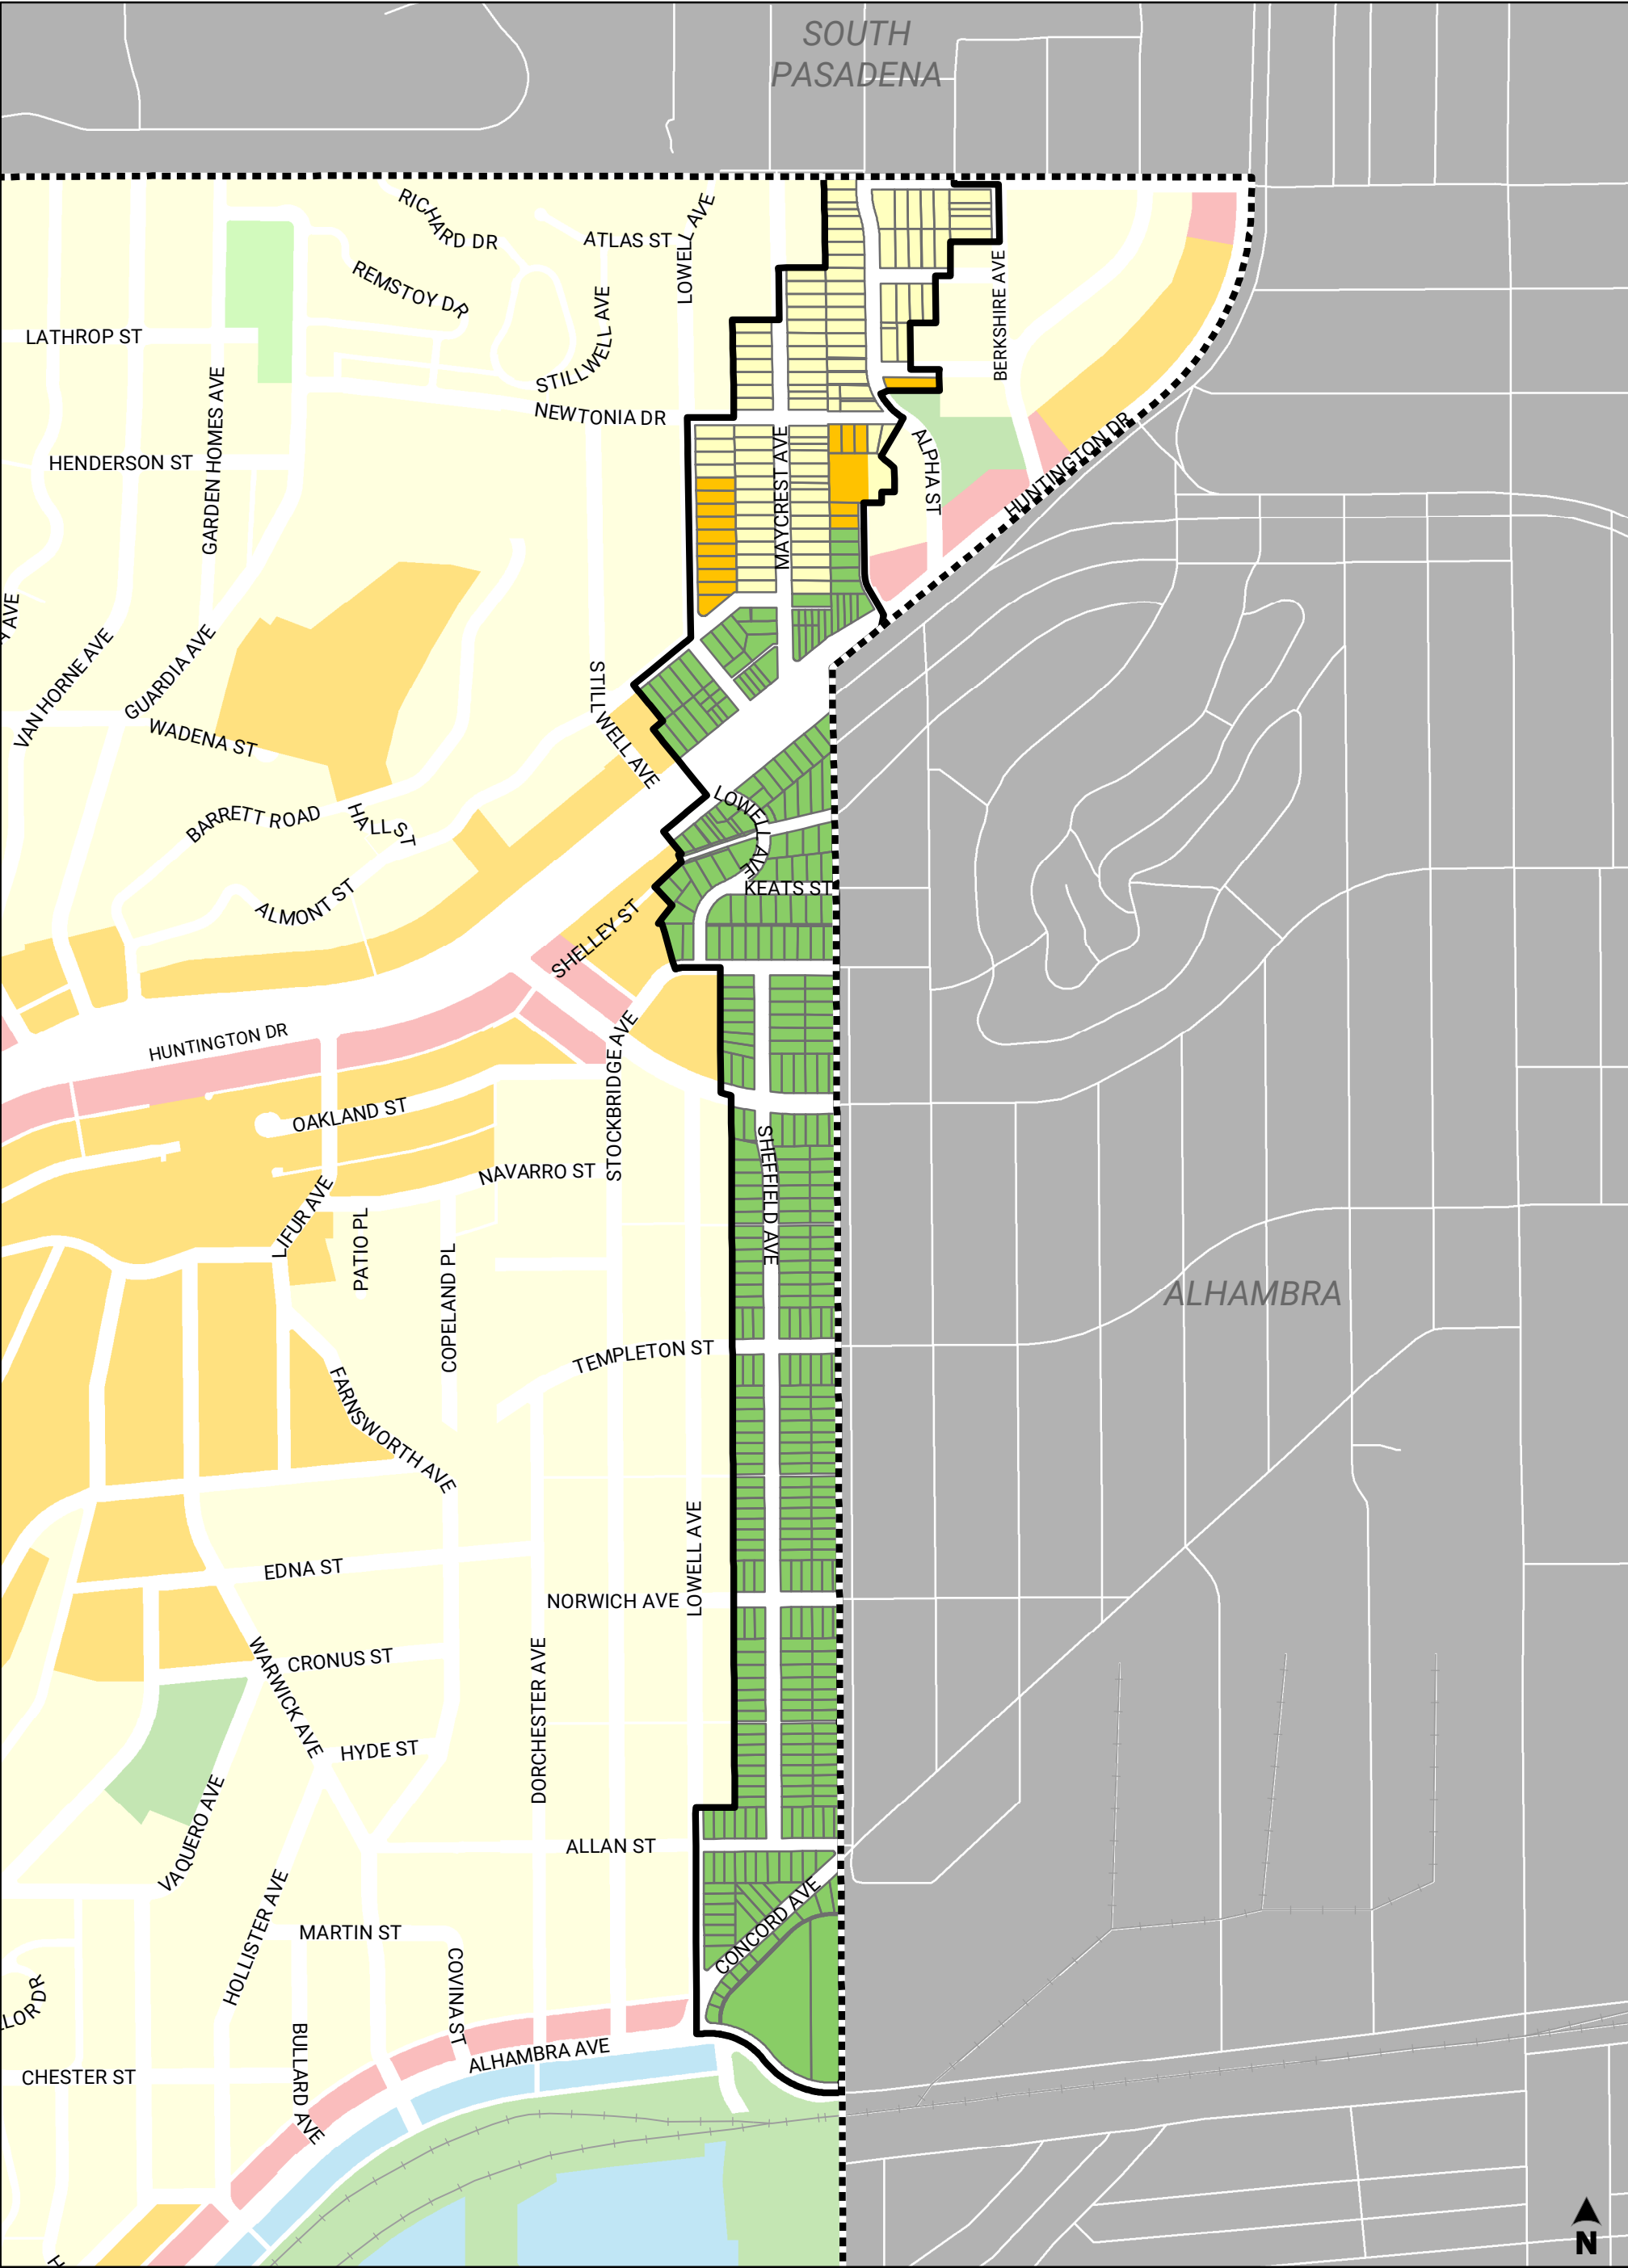 SOUTH
PASADENA
RICHARD DR
ATLAS ST
LOWELL AVE
REMSTOY DR
LATHROP ST
STILLWELL AVE
BERKSHIRE AVE
NEWTONIA DR
GARDEN HOMES AVE
HENDERSON ST
MAYCREST AVE
ALPHA ST
HUNTINGTON DR
AVE
VAN HORNE AVE
GUARDIA AVE
WADENA ST
STILLWELL AVE
BARRETT ROAD
HALL ST
LOWELL AVE
ALMONT ST
KEATS ST
SHELLEY ST
HUNTINGTON DR
STOCKBRIDGE AVE
OAKLAND ST
NAVARRO ST
SHEFFIELD AVE
LIFUR AVE
PATIO PL
COPELAND PL
ALHAMBRA
TEMPLETON ST
FARNSWORTH AVE
EDNA ST
NORWICH AVE
LOWELL AVE
CRONUS ST
WARWICK AVE
DORCHESTER AVE
HYDE ST
VAQUERO AVE
ALLAN ST
HOLLISTER AVE
MARTIN ST
CONCORD AVE
COVINA ST
LOR DR
BULLARD AVE
ALHAMBRA AVE
CHESTER ST
H
N